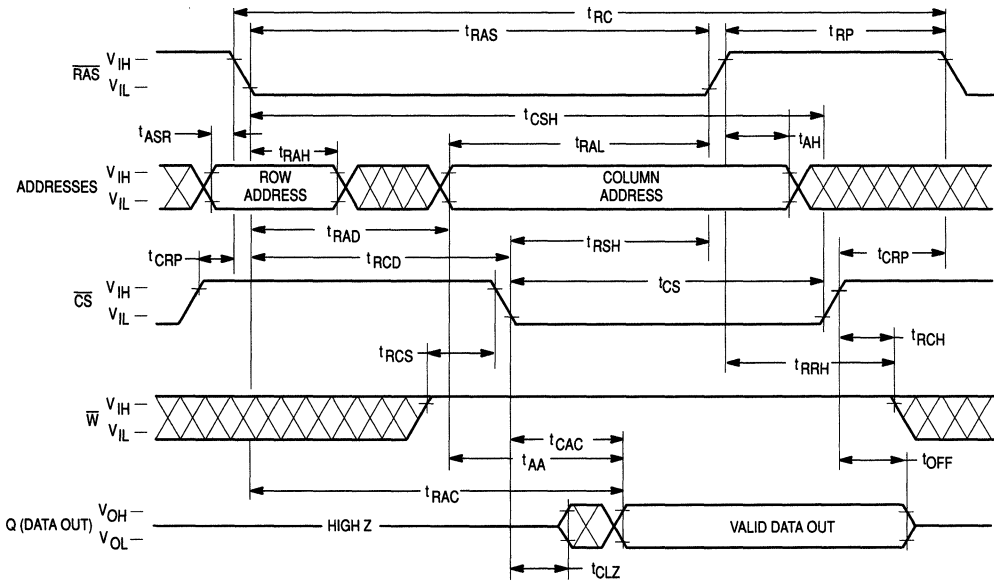 tRC
tRAS
tRP
RAS
VIH
VIL
tCSH
tASR
tRAH
tRAL
tAH
ADDRESSES
VIH
VIL
ROW
ADDRESS
COLUMN
ADDRESS
tRAD
tRSH
tCRP
tRCD
tCRP
CS
VIH
VIL
tCS
tRCS
tRCH
tRRH
W
VIH
VIL
tCAC
tAA
tOFF
tRAC
Q (DATA OUT)
VOH
VOL
HIGH Z
VALID DATA OUT
tCLZ